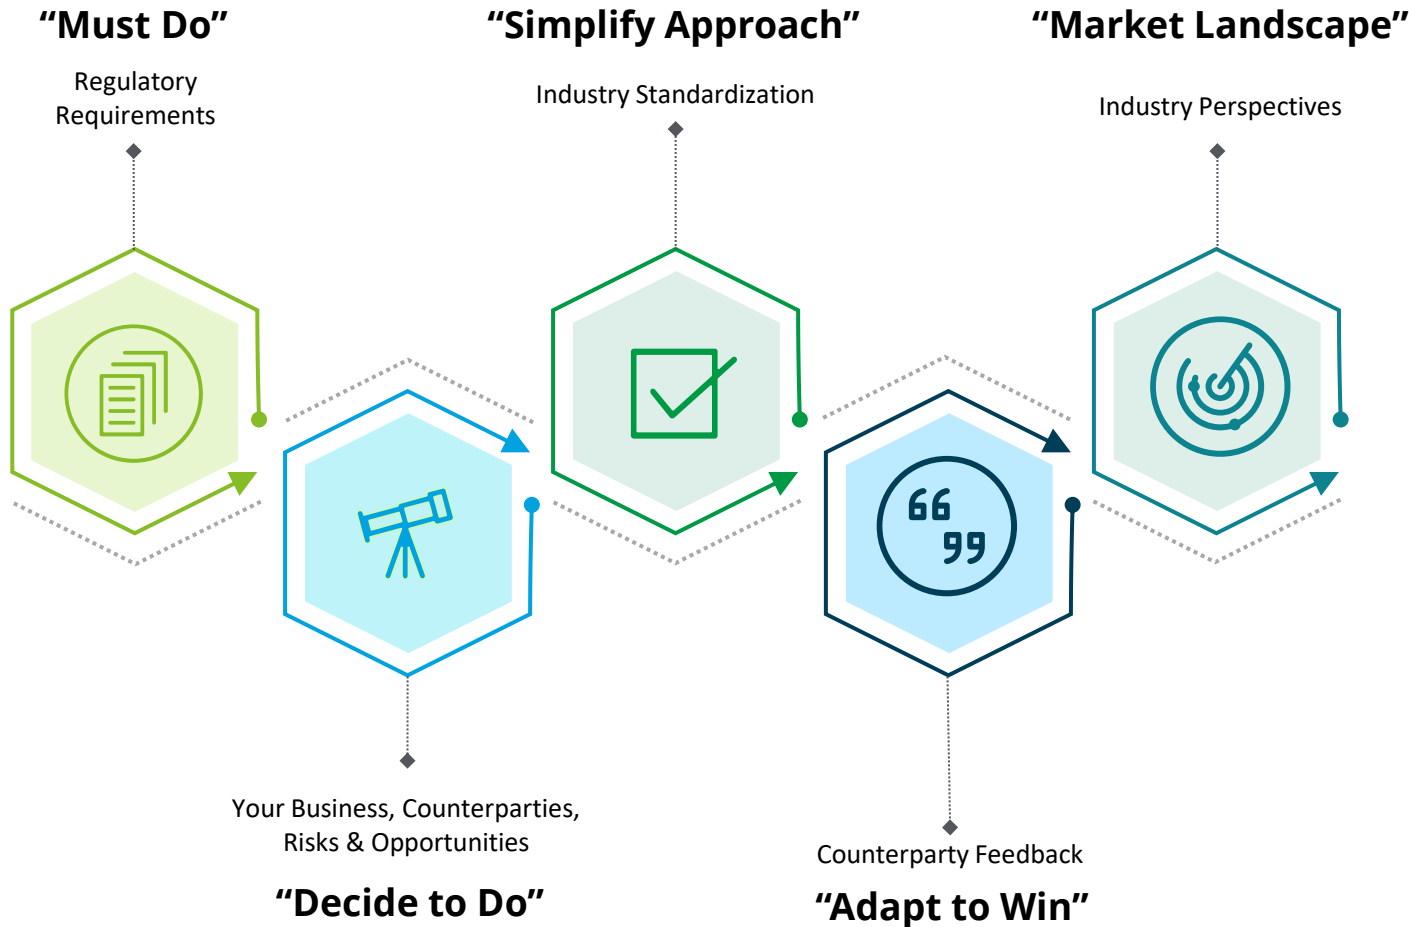 “Must Do”
Regulatory
Requirements
“Simplify Approach”
Industry Standardization
“Market Landscape”
Industry Perspectives
Your Business, Counterparties,
Risks & Opportunities
“Decide to Do”
Counterparty Feedback
“Adapt to Win”